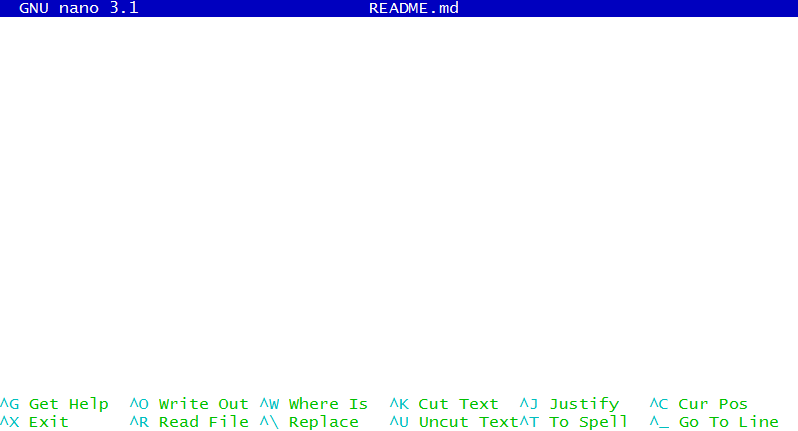 GNU nano 3.1 README.md
^G Get Help ^O Write Out ^W Where Is ^K Cut Text ^J Justify ^C Cur Pos
^X Exit ^R Read File ^\ Replace ^U Uncut Text^T To Spell ^_ Go To Line